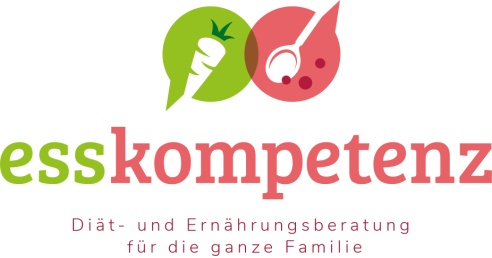 esskompetenz
Diät- und Ernährungsberatung
für die ganze Familie